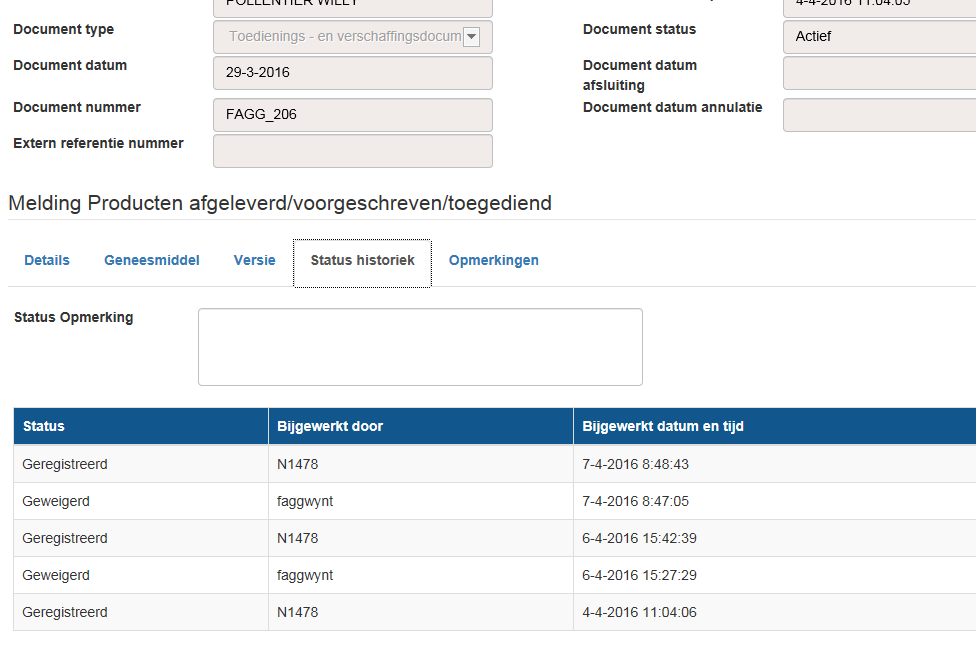 POLLENTIER WILLY
4-4-2016 11:04:05
Document type
Toedienings - en verschaffingsdocum
Document status
Actief
Document datum
29-3-2016
Document datum
afsluiting
Document nummer
FAGG_206
Document datum annulatie
Extern referentie nummer
Melding Producten afgeleverd/voorgeschreven/toegediend
Details Geneesmiddel Versie Status historiek Opmerkingen
Status Opmerking
Status Bijgewerkt door Bijgewerkt datum en tijd
Geregistreerd N1478 7-4-2016 8:48:43
Geweigerd faggwynt 7-4-2016 8:47:05
Geregistreerd N1478 6-4-2016 15:42:39
Geweigerd faggwynt 6-4-2016 15:27:29
Geregistreerd N1478 4-4-2016 11:04:06